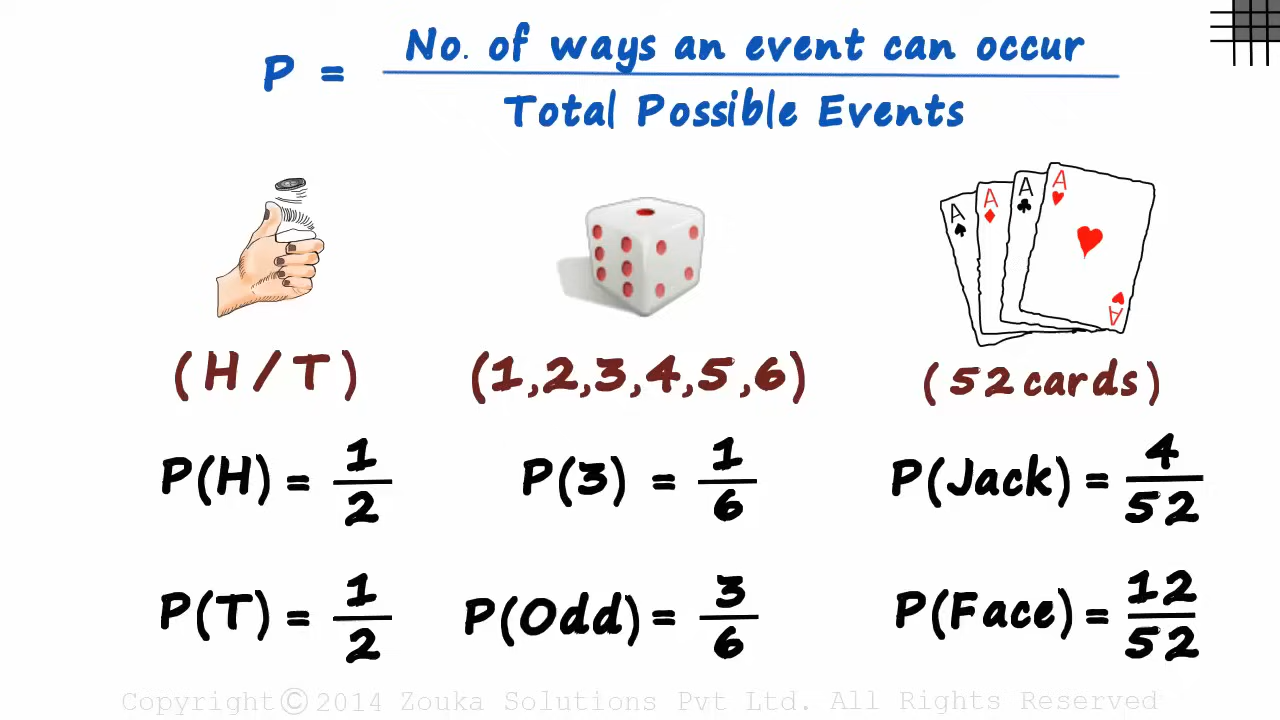 P = No. of ways an event can occur / Total Possible Events
A A A A
A
(H/T) (1,2,3,4,5,6) (52 cards)
P(H) = 1/2 P(3) = 1/6 P(Jack) = 4/52
P(T) = 1/2 P(Odd) = 3/6 P(Face) = 12/52
Copyright© 2014 Zouka Solutions Pvt Ltd. All Rights Reserved